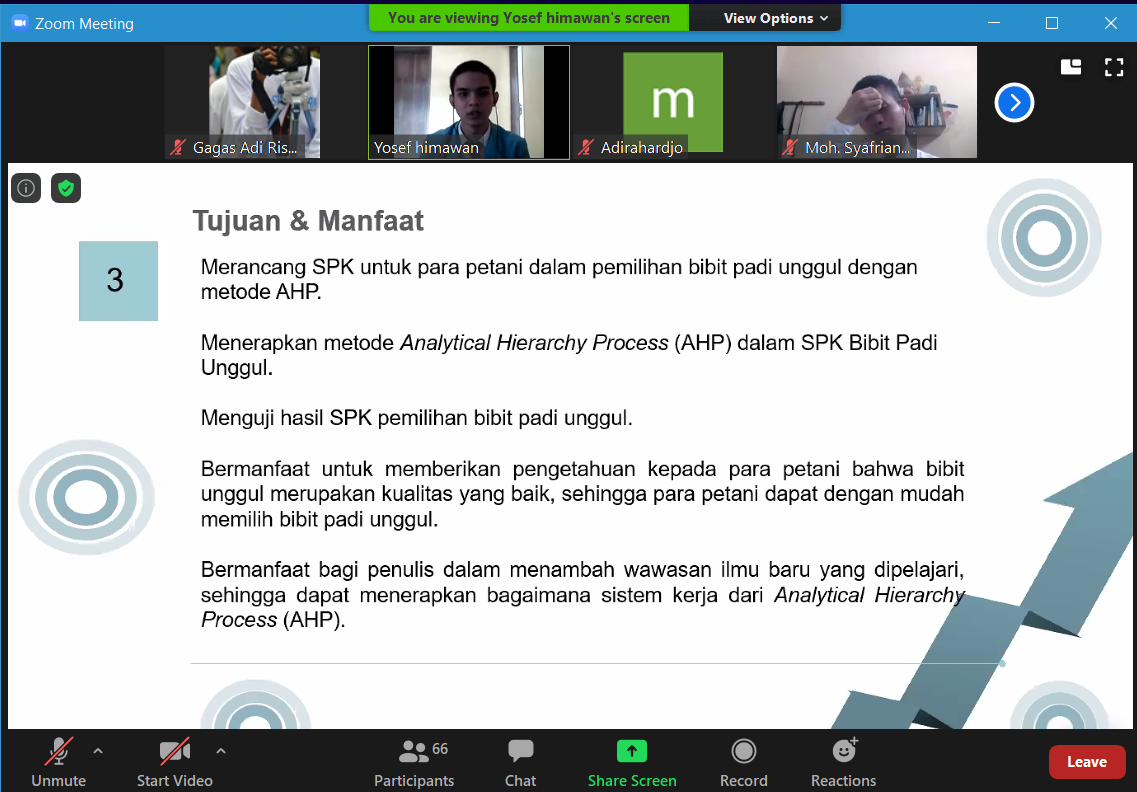 Zoom Meeting
You are viewing Yosef himawan's screen
View Options
Gagas Adi Ris...
Yosef himawan
m
Adirahardjo
Moh. Syafrian...
Tujuan & Manfaat
3
Merancang SPK untuk para petani dalam pemilihan bibit padi unggul dengan
metode AHP.
Menerapkan metode Analytical Hierarchy Process (AHP) dalam SPK Bibit Padi
Unggul.
Menguji hasil SPK pemilihan bibit padi unggul.
Bermanfaat untuk memberikan pengetahuan kepada para petani bahwa bibit
unggul merupakan kualitas yang baik, sehingga para petani dapat dengan mudah
memilih bibit padi unggul.
Bermanfaat bagi penulis dalam menambah wawasan ilmu baru yang dipelajari,
sehingga dapat menerapkan bagaimana sistem kerja dari Analytical Hierarchy
Process (AHP).
66
Unmute
Start Video
Participants
Chat
Share Screen
Record
Reactions
Leave